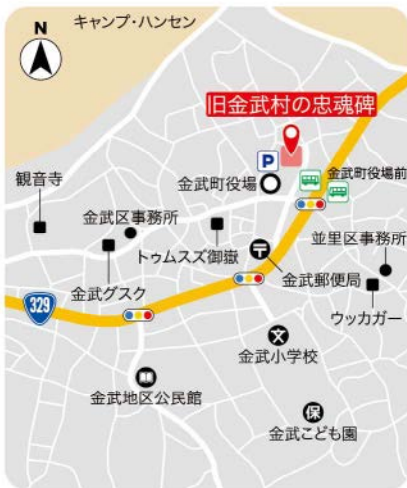 キャンプ・ハンセン
N
旧金武村の忠魂碑
P
金武町役場前
金武町役場
観音寺
金武区事務所
トゥムスズ御嶽
並里区事務所
金武グスク
金武郵便局
ウッカガー
329
文
金武小学校
金武地区公民館
保
金武こども園